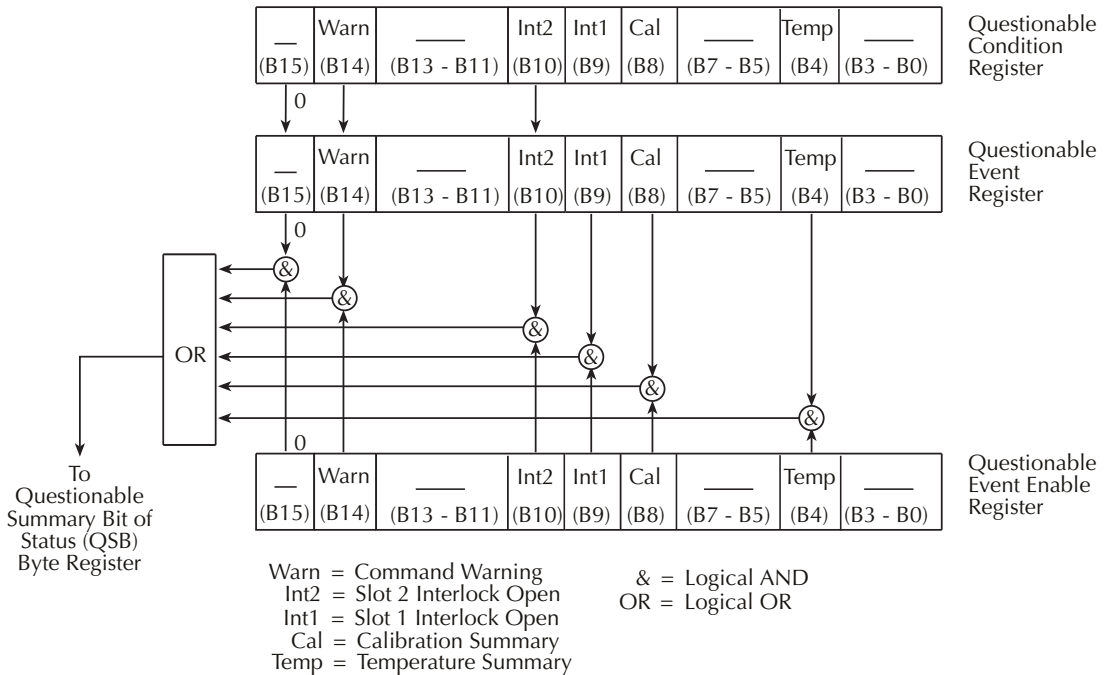 Warn Int2 Int1 Cal Temp
(B15) (B14) (B13 - B11) (B10) (B9) (B8) (B7 - B5) (B4) (B3 - B0)
Questionable
Condition
Register
0
Warn Int2 Int1 Cal Temp
(B15) (B14) (B13 - B11) (B10) (B9) (B8) (B7 - B5) (B4) (B3 - B0)
Questionable
Event
Register
0
&
&
&
OR
&
&
&
0
To
Questionable
Summary Bit of
Status (QSB)
Byte Register
Warn Int2 Int1 Cal Temp
(B15) (B14) (B13 - B11) (B10) (B9) (B8) (B7 - B5) (B4) (B3 - B0)
Questionable
Event Enable
Register
Warn = Command Warning
Int2 = Slot 2 Interlock Open
Int1 = Slot 1 Interlock Open
Cal = Calibration Summary
Temp = Temperature Summary
& = Logical AND
OR = Logical OR